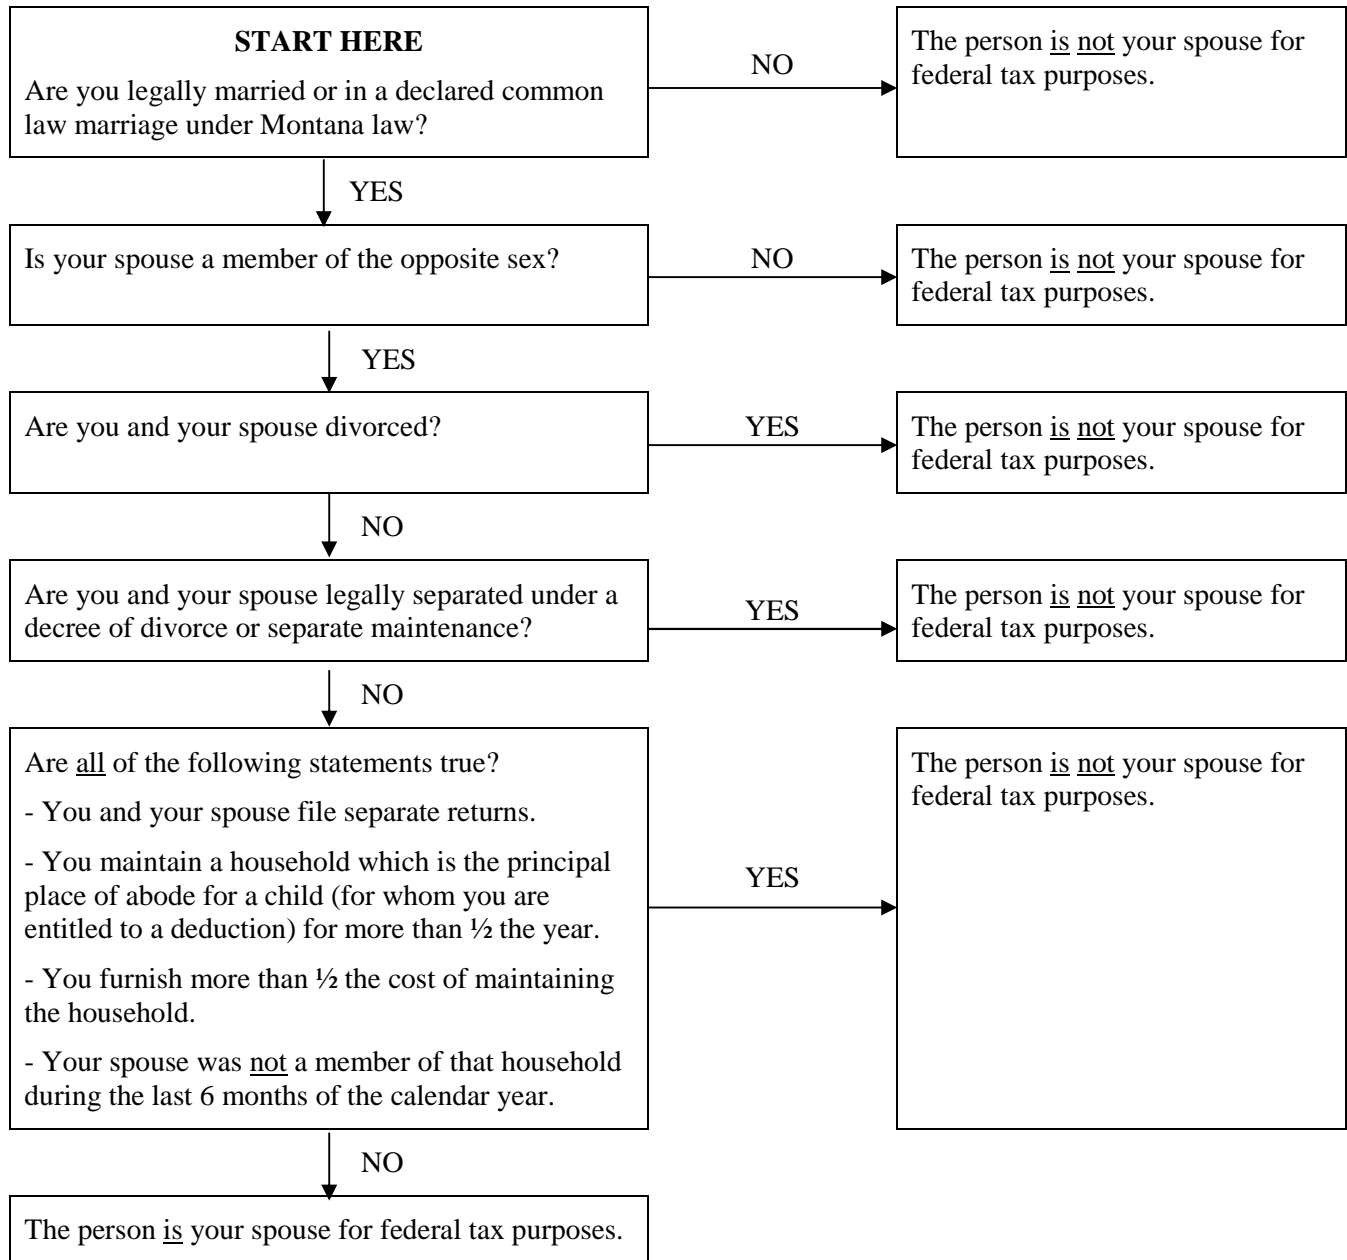 START HERE
Are you legally married or in a declared common
law marriage under Montana law?
NO
The person is not your spouse for
federal tax purposes.
YES
Is your spouse a member of the opposite sex?
NO
The person is not your spouse for
federal tax purposes.
YES
Are you and your spouse divorced?
YES
The person is not your spouse for
federal tax purposes.
NO
Are you and your spouse legally separated under a
decree of divorce or separate maintenance?
YES
The person is not your spouse for
federal tax purposes.
NO
Are all of the following statements true?
- You and your spouse file separate returns.
- You maintain a household which is the principal
place of abode for a child (for whom you are
entitled to a deduction) for more than ½ the year.
- You furnish more than ½ the cost of maintaining
the household.
- Your spouse was not a member of that household
during the last 6 months of the calendar year.
YES
The person is not your spouse for
federal tax purposes.
NO
The person is your spouse for federal tax purposes.